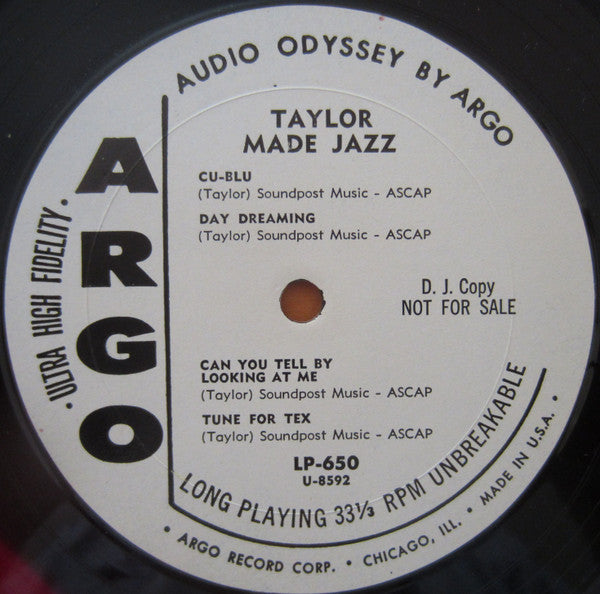 AUDIO ODYSSEY BY ARGO
ARGO
• ULTRA HIGH FIDELITY •
TAYLOR
MADE JAZZ
CU-BLU
(Taylor) Soundpost Music - ASCAP
DAY DREAMING
(Taylor) Soundpost Music - ASCAP
D. J. Copy
NOT FOR SALE
CAN YOU TELL BY
LOOKING AT ME
(Taylor) Soundpost Music - ASCAP
TUNE FOR TEX
(Taylor) Soundpost Music - ASCAP
LP-650
U-8592
LONG PLAYING 33⅓ RPM UNBREAKABLE
• ARGO RECORD CORP. • CHICAGO, ILL. • MADE IN U.S.A. •